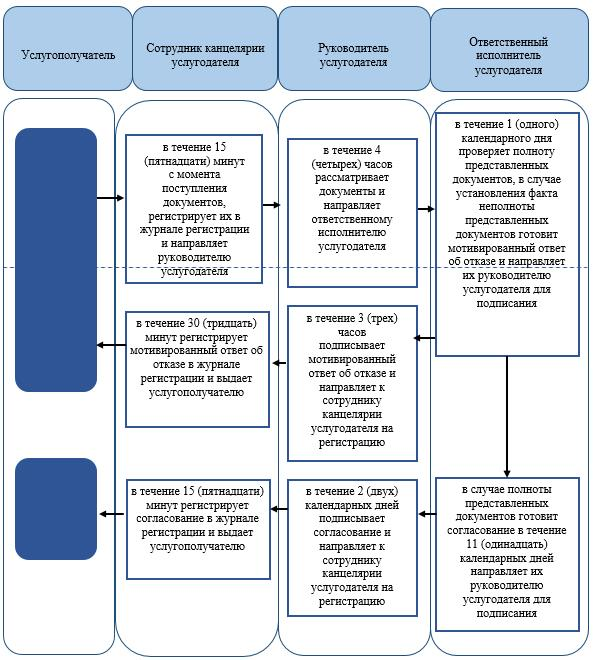 Услугополучатель
Сотрудник канцелярии
услугодателя
Руководитель
услугодателя
Ответственный
исполнитель
услугодателя
в течение 15
(пятнадцати) минут
с момента
поступления
документов,
регистрирует их в
журнале регистрации
и направляет
руководителю
услугодателя
в течение 4
(четырех) часов
рассматривает
документы и
направляет
ответственному
исполнителю
услугодателя
в течение 1 (одного)
календарного дня
проверяет полноту
представленных
документов, в случае
установления факта
неполноты
представленных
документов готовит
мотивированный ответ
об отказе и направляет
их руководителю
услугодателя для
подписания
в течение 3 (трех)
часов
подписывает
мотивированный
ответ об отказе и
направляет к
сотруднику
канцелярии
услугодателя на
регистрацию
в течение 30 (тридцать)
минут регистрирует
мотивированный ответ об
отказе в журнале
регистрации и выдает
услугополучателю
в случае полноты
представленных
документов готовит
согласование в течение
11 (одинадцать)
календарных дней
направляет их
руководителю
услугодателя для
подписания
в течение 2 (двух)
календарных дней
подписывает
согласование и
направляет к
сотруднику
канцелярии
услугодателя на
регистрацию
в течение 15 (пятнадцати)
минут регистрирует
согласование в журнале
регистрации и выдает
услугополучателю